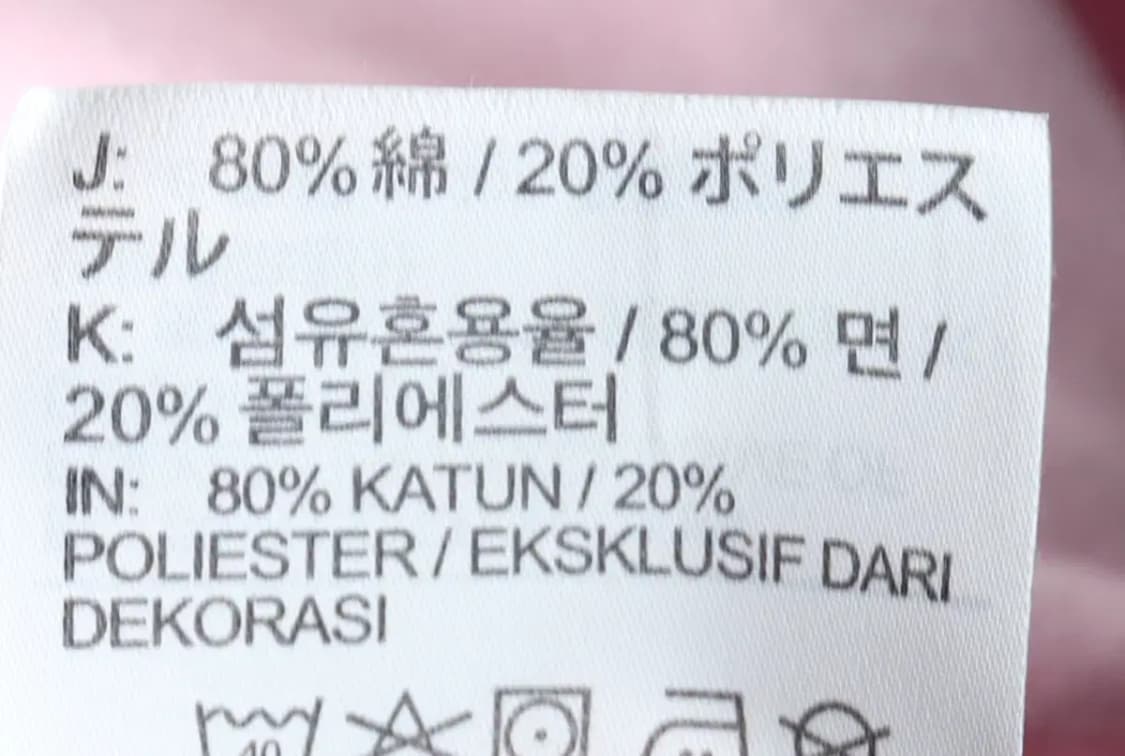 J: 80% 綿 / 20% ポリエス
テル
K: 섬유혼용율 / 80% 면 /
20% 폴리에스터
IN: 80% KATUN / 20%
POLIESTER / EKSKLUSIF DARI
DEKORASI
40